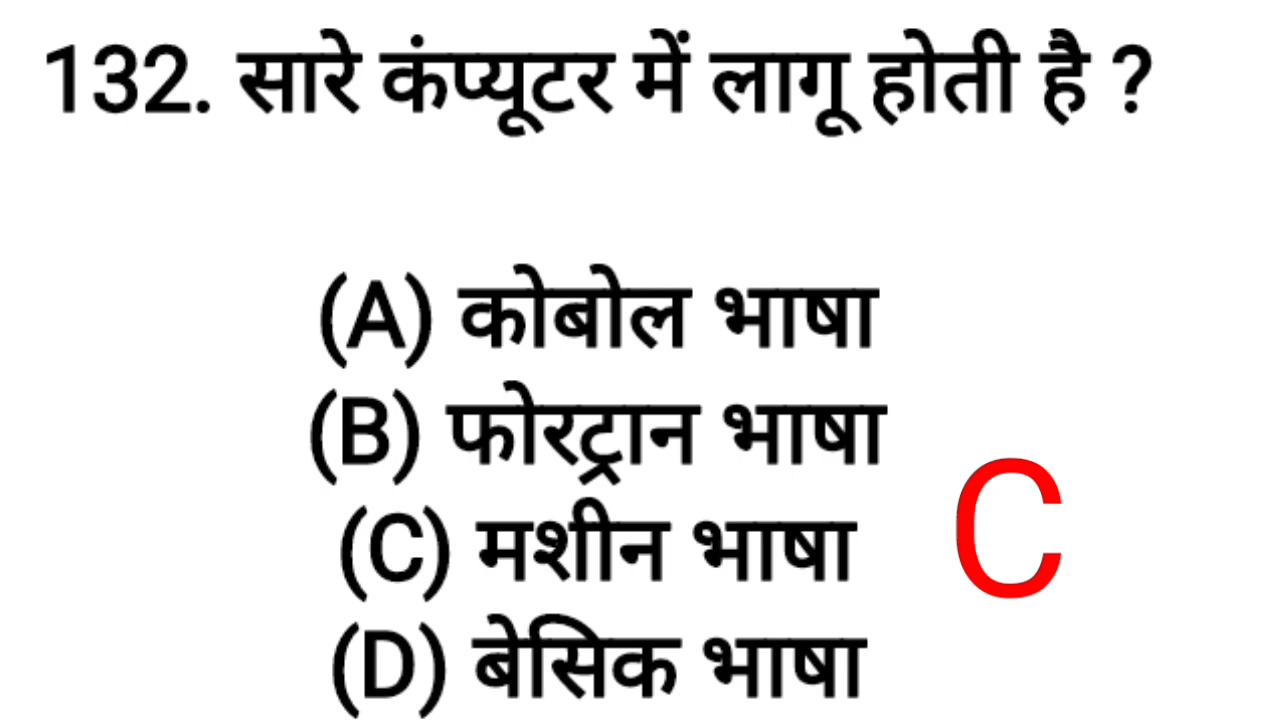 132. सारे कंप्यूटर में लागू होती है ?
(A) कोबोल भाषा
(B) फोरट्रान भाषा
(C) मशीन भाषा
C
(D) बेसिक भाषा